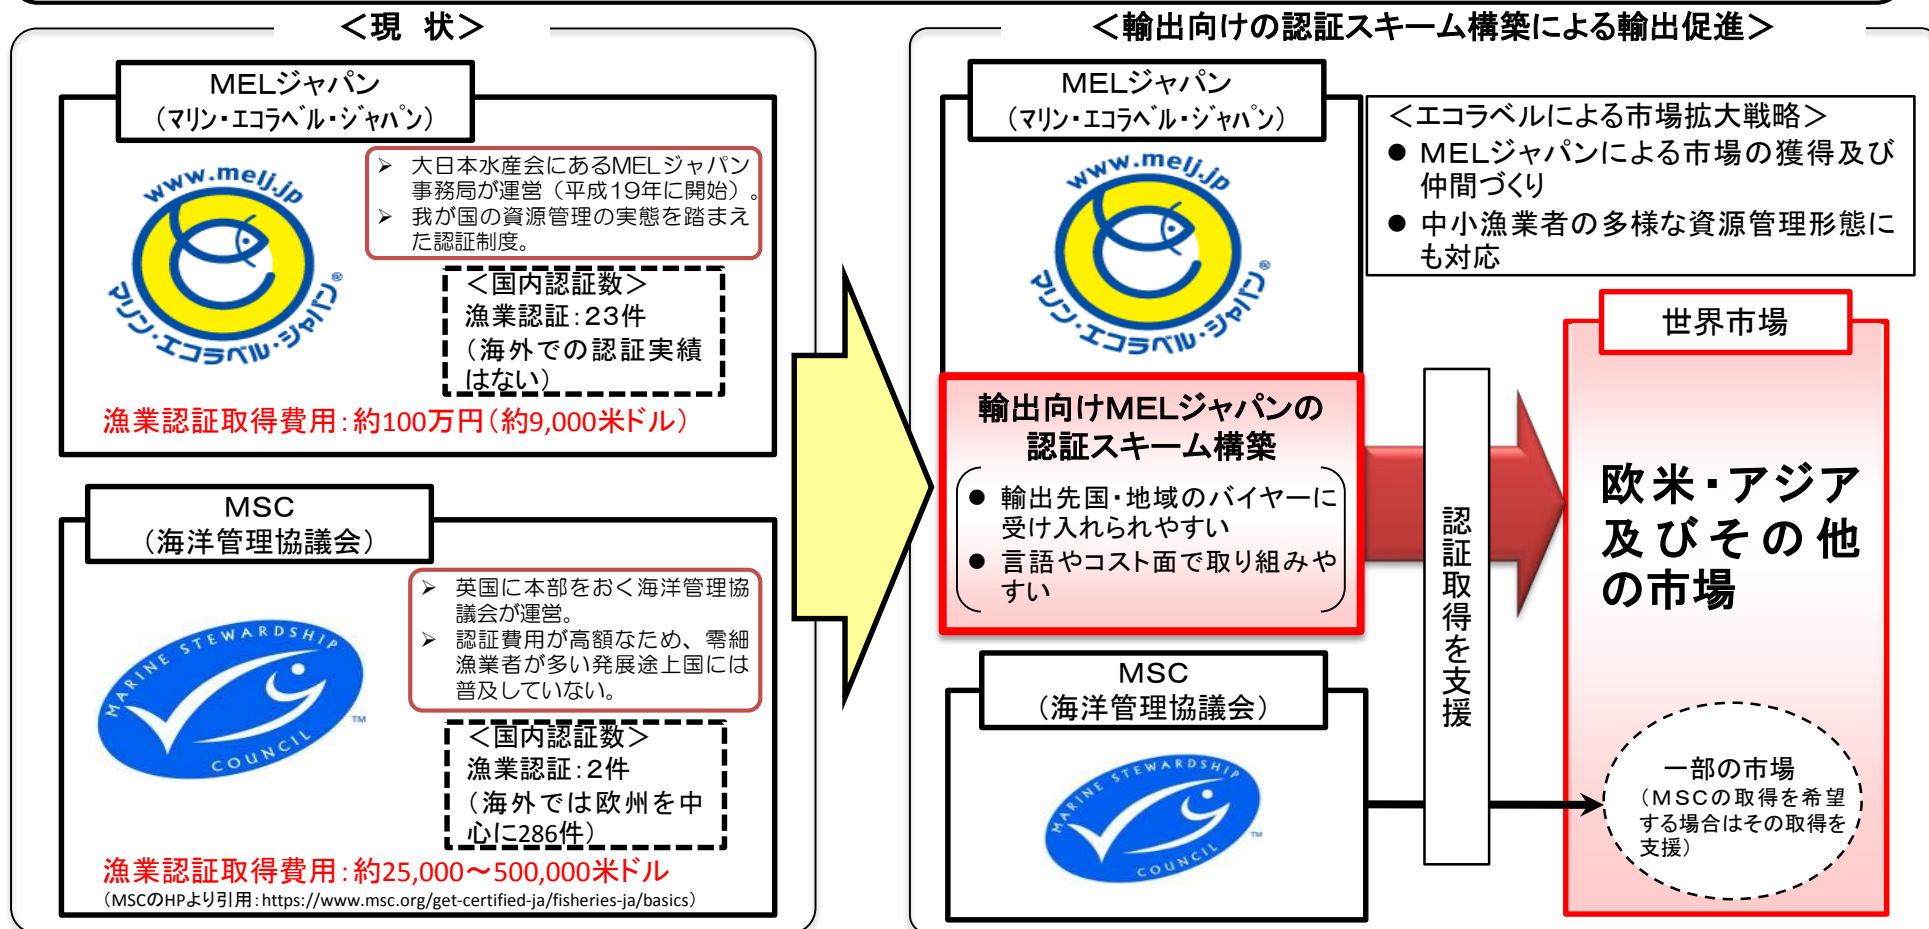 ＜現　状＞
MELジャパン
（マリン・エコラベル・ジャパン）
www.melj.jp
マリン・エコラベル・ジャパン®
➢ 大日本水産会にあるMELジャパン
事務局が運営（平成19年に開始）。
➢ 我が国の資源管理の実態を踏まえ
た認証制度。
＜国内認証数＞
漁業認証：23件
（海外での認証実績
はない）
漁業認証取得費用：約100万円（約9,000米ドル）
MSC
（海洋管理協議会）
MARINE STEWARDSHIP
COUNCIL
TM
➢ 英国に本部をおく海洋管理協
議会が運営。
➢ 認証費用が高額なため、零細
漁業者が多い発展途上国には
普及していない。
＜国内認証数＞
漁業認証：2件
（海外では欧州を中
心に286件）
漁業認証取得費用：約25,000～500,000米ドル
（MSCのHPより引用：https://www.msc.org/get-certified-ja/fisheries-ja/basics）
＜輸出向けの認証スキーム構築による輸出促進＞
MELジャパン
（マリン・エコラベル・ジャパン）
www.melj.jp
マリン・エコラベル・ジャパン®
＜エコラベルによる市場拡大戦略＞
● MELジャパンによる市場の獲得及び
仲間づくり
● 中小漁業者の多様な資源管理形態に
も対応
輸出向けMELジャパンの
認証スキーム構築
● 輸出先国・地域のバイヤーに
受け入れられやすい
● 言語やコスト面で取り組みや
すい
MSC
（海洋管理協議会）
MARINE STEWARDSHIP
COUNCIL
TM
認証取得を支援
世界市場
欧米・アジア
及びその他
の市場
一部の市場
（MSCの取得を希望
する場合はその取得を
支援）